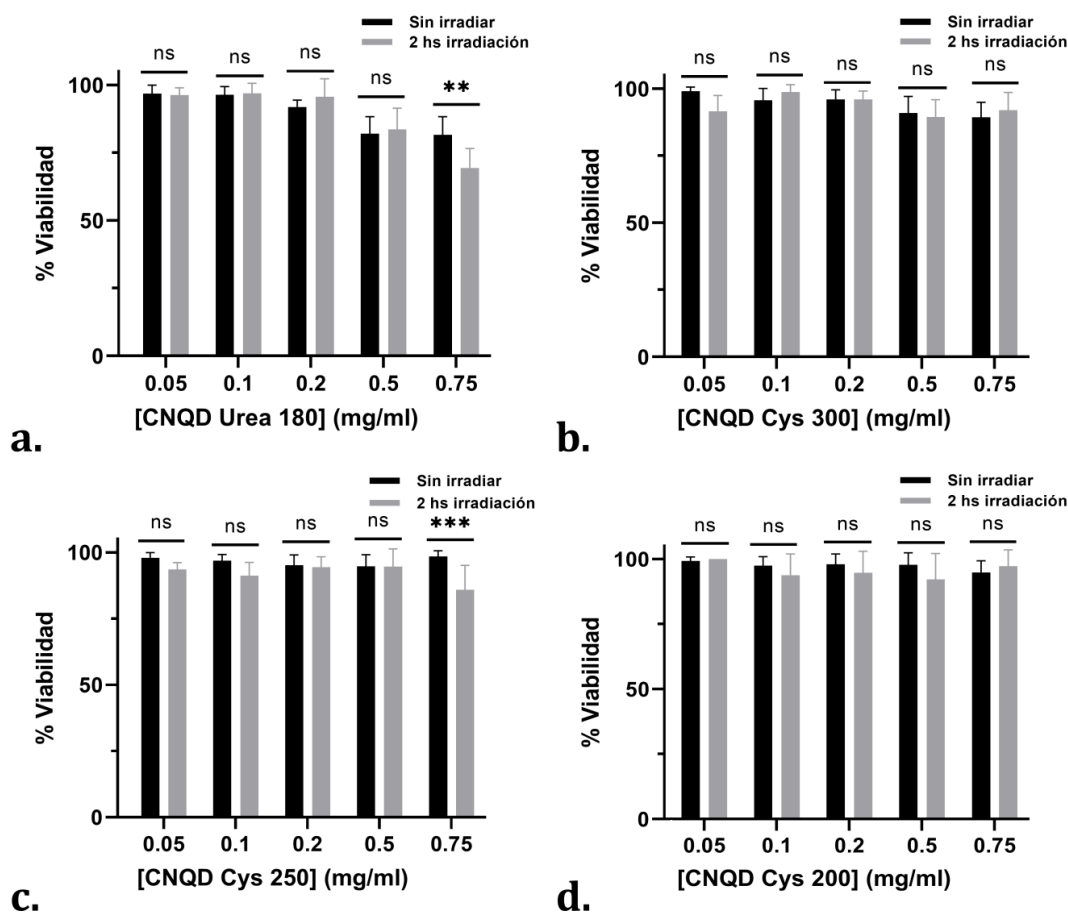 Sin irradiar
2 hs irradiación
ns
ns
ns
ns
**
100
50
0
% Viabilidad
0.05 0.1 0.2 0.5 0.75
[CNQD Urea 180] (mg/ml)
a.
Sin irradiar
2 hs irradiación
ns
ns
ns
ns
ns
100
50
0
% Viabilidad
0.05 0.1 0.2 0.5 0.75
[CNQD Cys 300] (mg/ml)
b.
Sin irradiar
2 hs irradiación
ns
ns
ns
ns
***
100
50
0
% Viabilidad
0.05 0.1 0.2 0.5 0.75
[CNQD Cys 250] (mg/ml)
c.
Sin irradiar
2 hs irradiación
ns
ns
ns
ns
ns
100
50
0
% Viabilidad
0.05 0.1 0.2 0.5 0.75
[CNQD Cys 200] (mg/ml)
d.